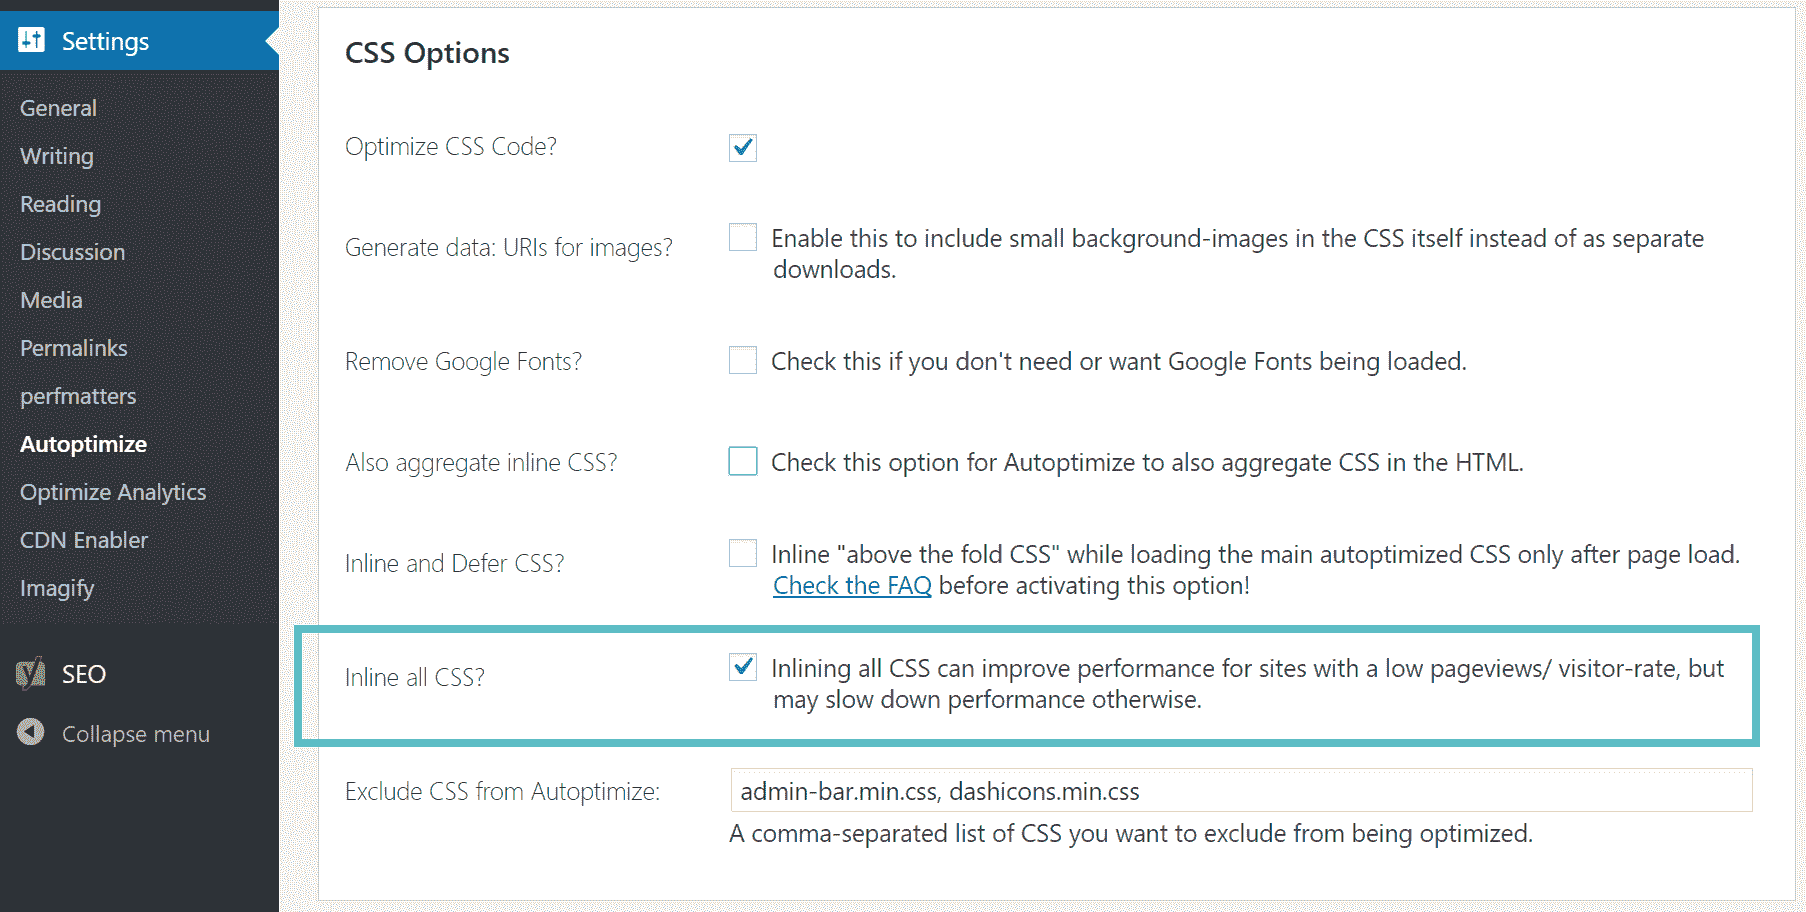 Settings
General
Writing
Reading
Discussion
Media
Permalinks
perfmatters
Autoptimize
Optimize Analytics
CDN Enabler
Imagify
SEO
Collapse menu
CSS Options
Optimize CSS Code?
Generate data: URIs for images?
Enable this to include small background-images in the CSS itself instead of as separate
downloads.
Remove Google Fonts?
Check this if you don't need or want Google Fonts being loaded.
Also aggregate inline CSS?
Check this option for Autoptimize to also aggregate CSS in the HTML.
Inline and Defer CSS?
Inline "above the fold CSS" while loading the main autoptimized CSS only after page load.
Check the FAQ before activating this option!
Inline all CSS?
Inlining all CSS can improve performance for sites with a low pageviews/ visitor-rate, but
may slow down performance otherwise.
Exclude CSS from Autoptimize:
admin-bar.min.css, dashicons.min.css
A comma-separated list of CSS you want to exclude from being optimized.